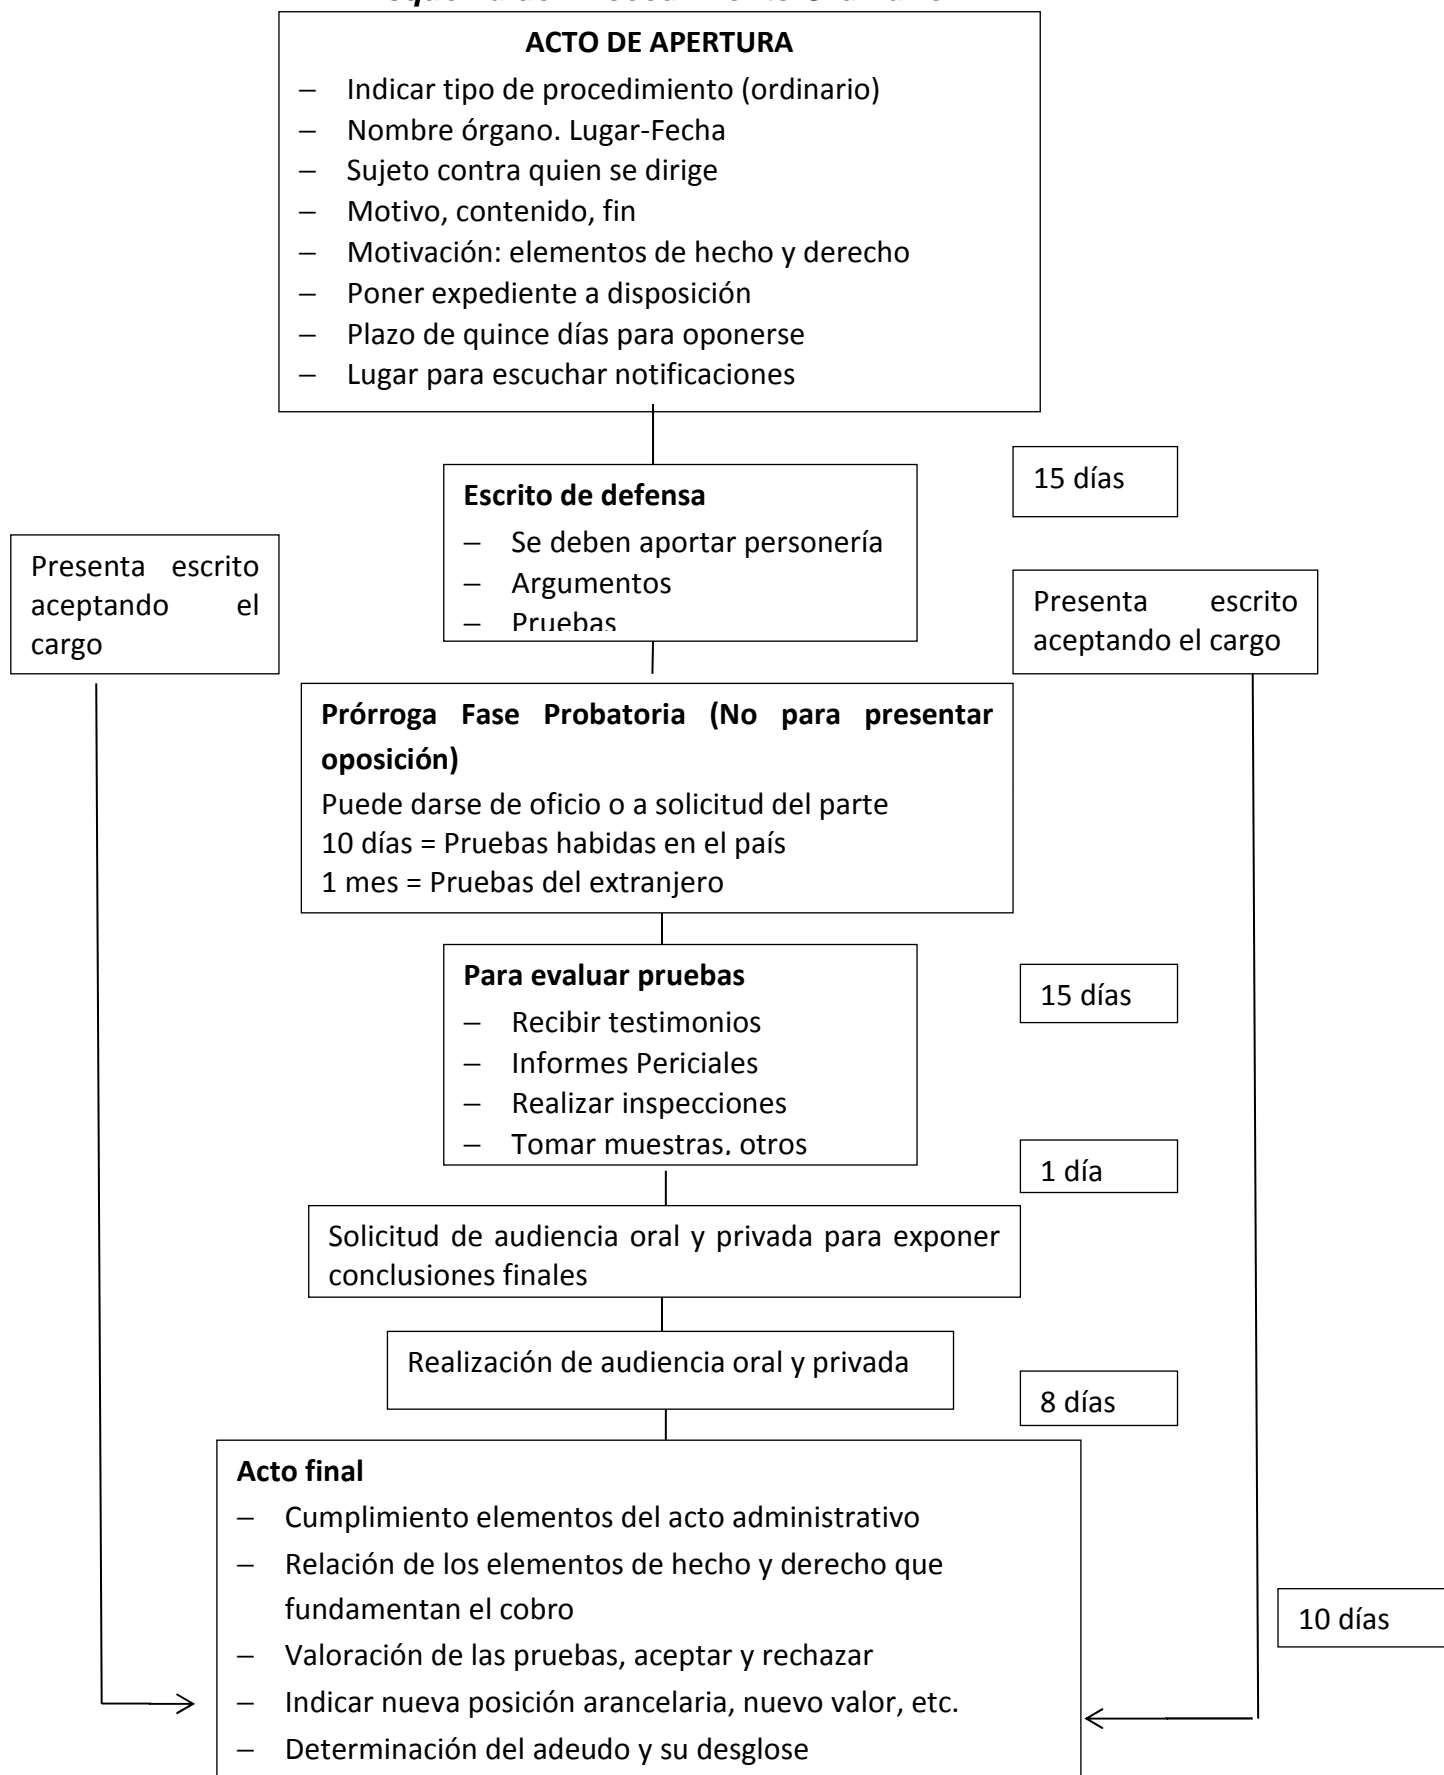 ACTO DE APERTURA
– Indicar tipo de procedimiento (ordinario)
– Nombre órgano. Lugar-Fecha
– Sujeto contra quien se dirige
– Motivo, contenido, fin
– Motivación: elementos de hecho y derecho
– Poner expediente a disposición
– Plazo de quince días para oponerse
– Lugar para escuchar notificaciones
15 días
Escrito de defensa
– Se deben aportar personería
– Argumentos
– Pruebas
Presenta escrito
aceptando el
cargo
Presenta escrito
aceptando el cargo
Prórroga Fase Probatoria (No para presentar
oposición)
Puede darse de oficio o a solicitud del parte
10 días = Pruebas habidas en el país
1 mes = Pruebas del extranjero
Para evaluar pruebas
– Recibir testimonios
– Informes Periciales
– Realizar inspecciones
– Tomar muestras, otros
15 días
1 día
Solicitud de audiencia oral y privada para exponer
conclusiones finales
Realización de audiencia oral y privada
8 días
Acto final
– Cumplimiento elementos del acto administrativo
– Relación de los elementos de hecho y derecho que
fundamentan el cobro
– Valoración de las pruebas, aceptar y rechazar
– Indicar nueva posición arancelaria, nuevo valor, etc.
– Determinación del adeudo y su desglose
10 días